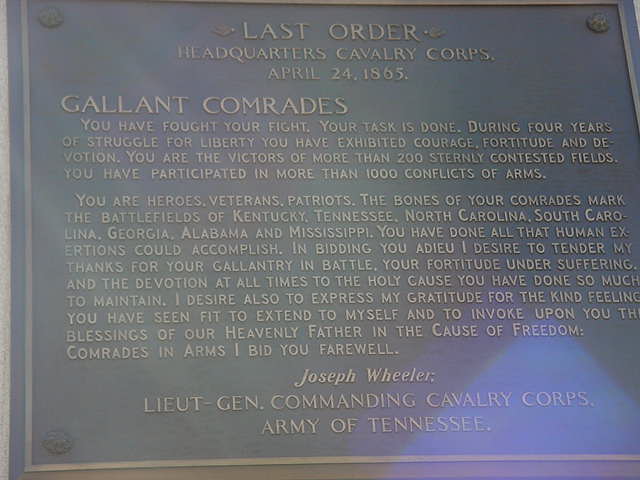 LAST ORDER
HEADQUARTERS CAVALRY CORPS,
APRIL 24, 1865.
GALLANT COMRADES
YOU HAVE FOUGHT YOUR FIGHT. YOUR TASK IS DONE. DURING FOUR YEARS
OF STRUGGLE FOR LIBERTY YOU HAVE EXHIBITED COURAGE, FORTITUDE AND DE-
VOTION. YOU ARE THE VICTORS OF MORE THAN 200 STERNLY CONTESTED FIELDS.
YOU HAVE PARTICIPATED IN MORE THAN 1000 CONFLICTS OF ARMS.
YOU ARE HEROES, VETERANS, PATRIOTS. THE BONES OF YOUR COMRADES MARK
THE BATTLEFIELDS OF KENTUCKY, TENNESSEE, NORTH CAROLINA, SOUTH CARO-
LINA, GEORGIA, ALABAMA AND MISSISSIPPI. YOU HAVE DONE ALL THAT HUMAN EX-
ERTIONS COULD ACCOMPLISH. IN BIDDING YOU ADIEU I DESIRE TO TENDER MY
THANKS FOR YOUR GALLANTRY IN BATTLE, YOUR FORTITUDE UNDER SUFFERING,
AND THE DEVOTION AT ALL TIMES TO THE HOLY CAUSE YOU HAVE DONE SO MUCH
TO MAINTAIN. I DESIRE ALSO TO EXPRESS MY GRATITUDE FOR THE KIND FEELING
YOU HAVE SEEN FIT TO EXTEND TO MYSELF AND TO INVOKE UPON YOU THE
BLESSINGS OF OUR HEAVENLY FATHER IN THE CAUSE OF FREEDOM:
COMRADES IN ARMS I BID YOU FAREWELL.
Joseph Wheeler,
LIEUT-GEN. COMMANDING CAVALRY CORPS,
ARMY OF TENNESSEE.